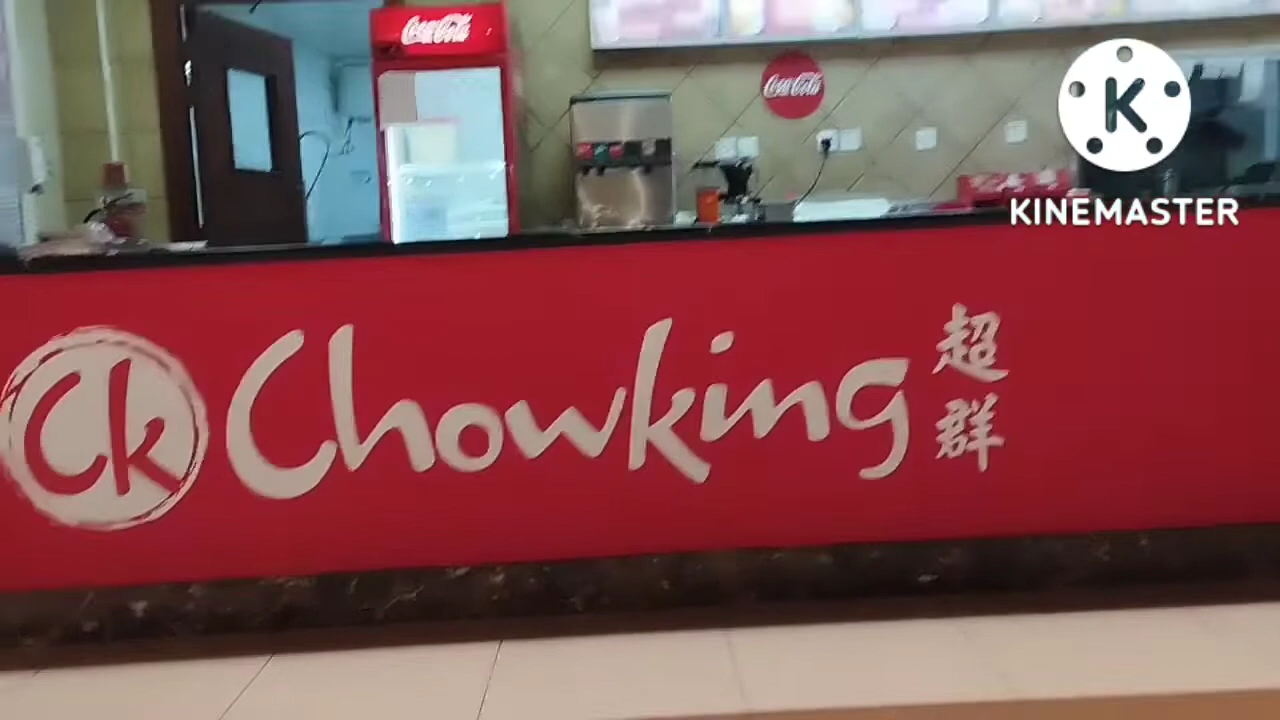 Coca-Cola
Coca-Cola
K
KINEMASTER
Ck
Chowking
超群